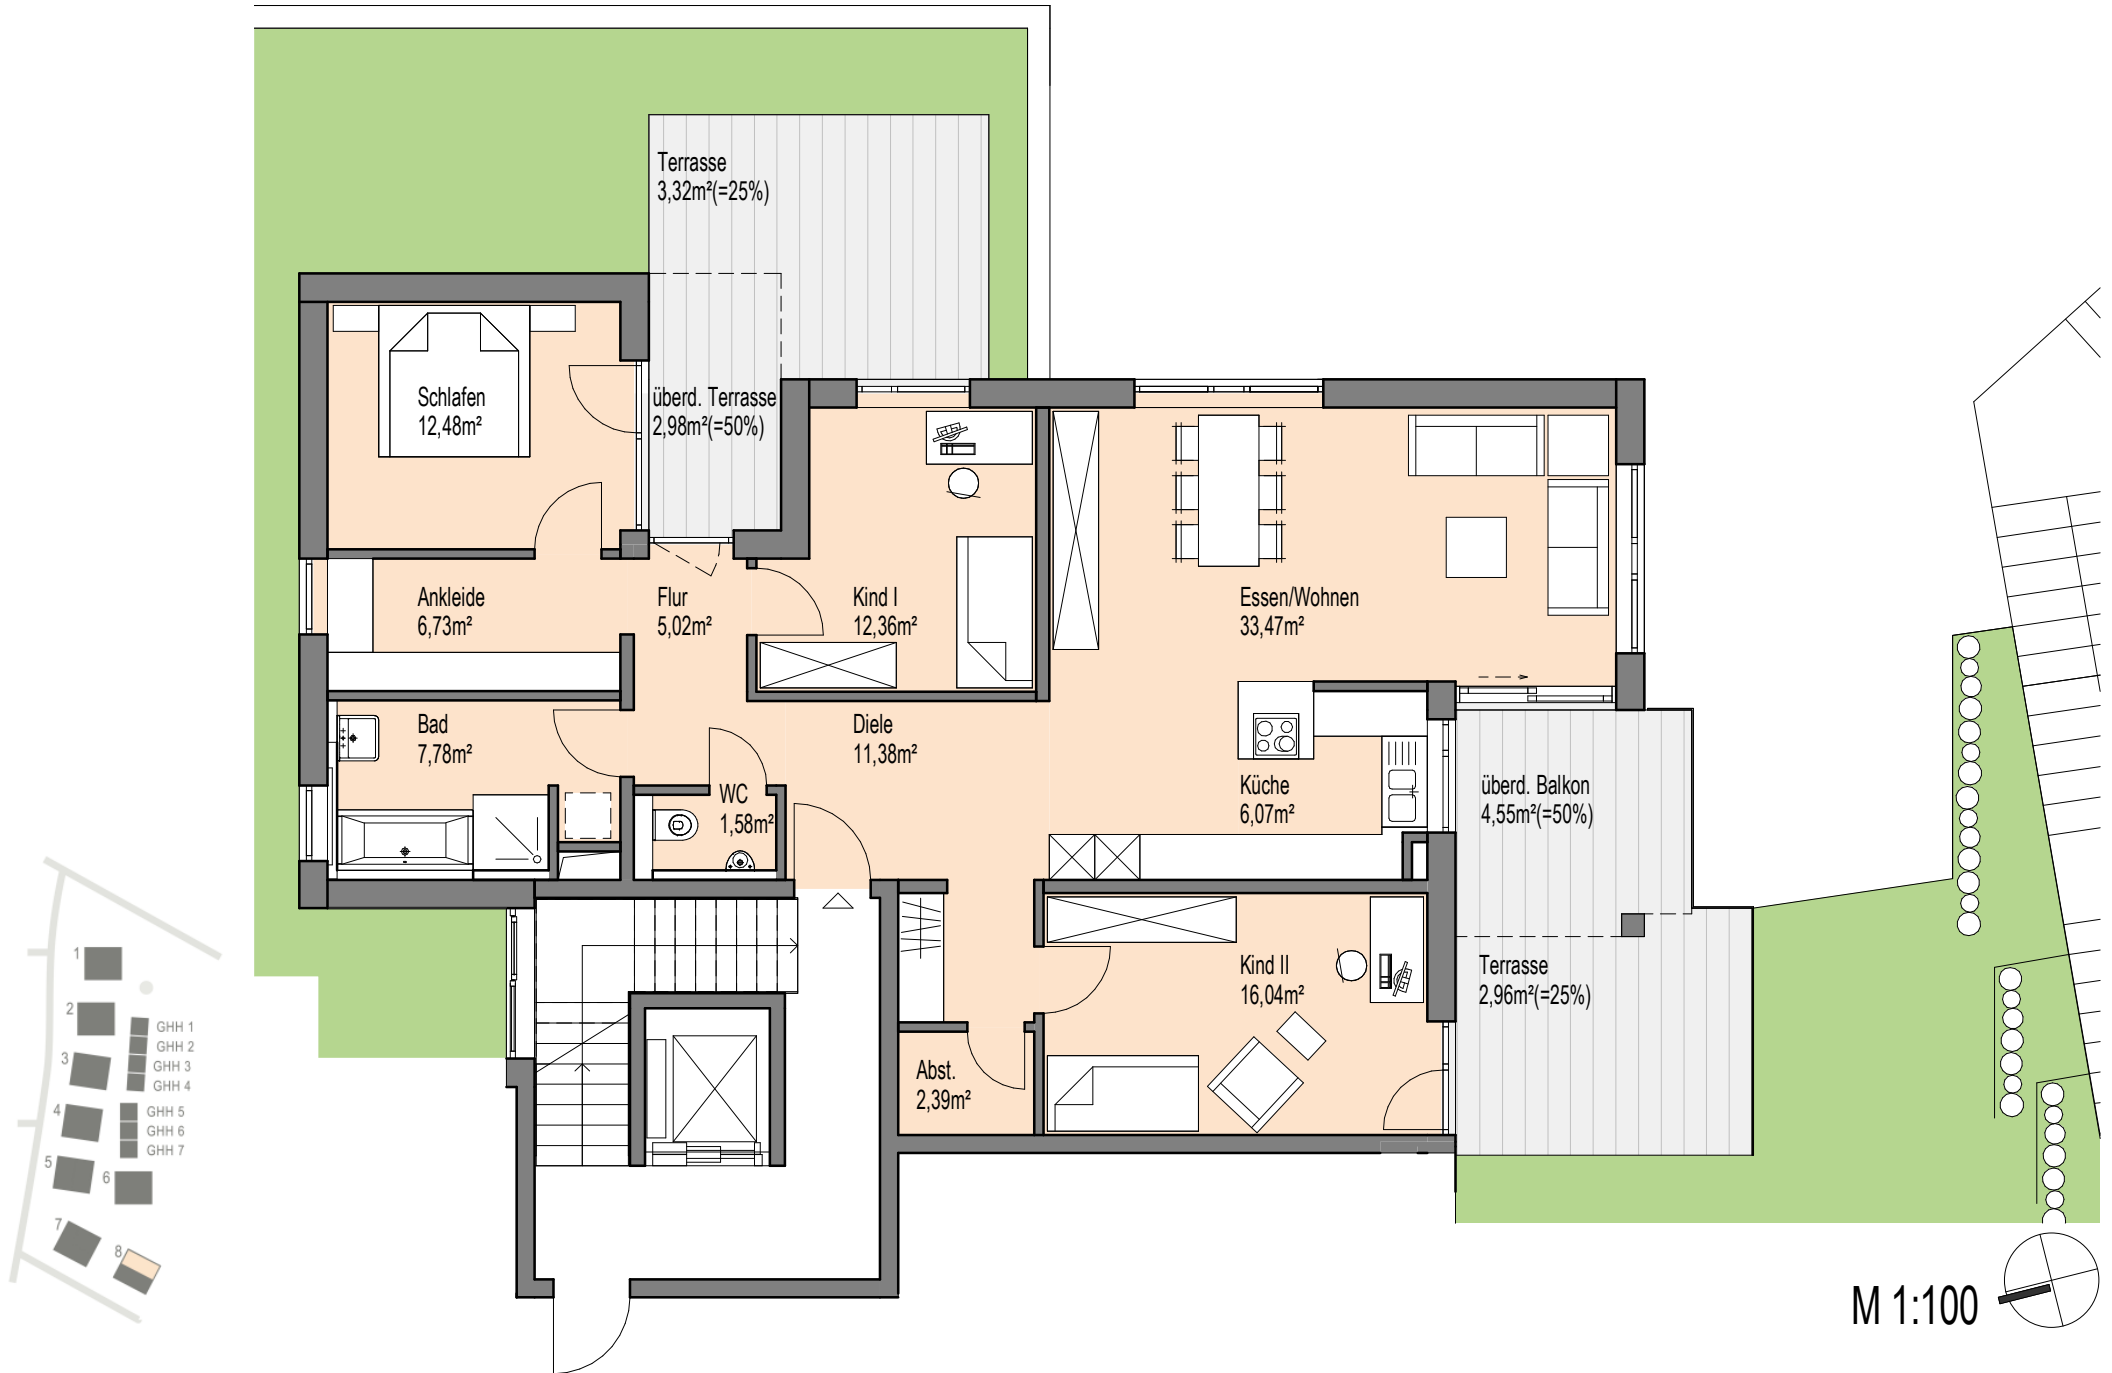 Terrasse
3,32m²(=25%)
Schlafen
12,48m²
überd. Terrasse
2,98m²(=50%)
Ankleide
6,73m²
Flur
5,02m²
Kind I
12,36m²
Essen/Wohnen
33,47m²
Bad
7,78m²
Diele
11,38m²
WC
1,58m²
Küche
6,07m²
überd. Balkon
4,55m²(=50%)
Kind II
16,04m²
Terrasse
2,96m²(=25%)
Abst.
2,39m²
1
2
3
4
5
6
7
8
GHH 1
GHH 2
GHH 3
GHH 4
GHH 5
GHH 6
GHH 7
M 1:100